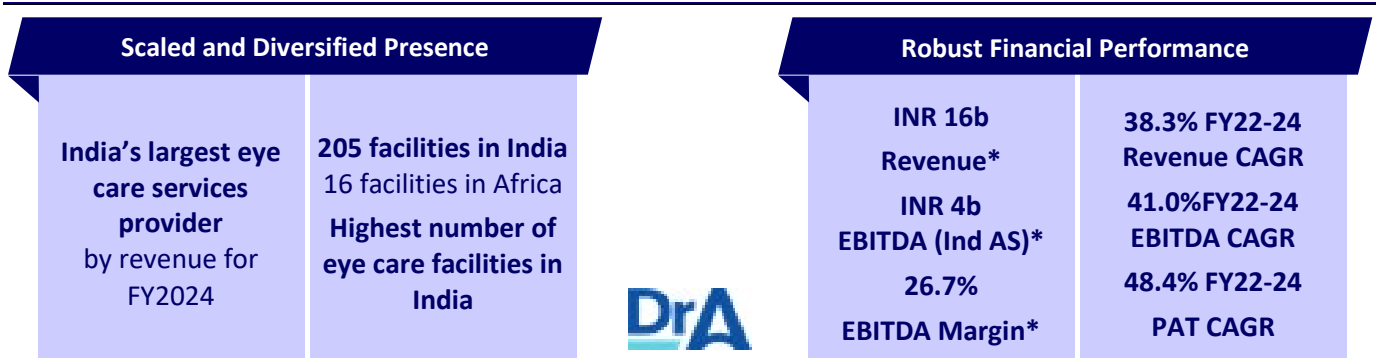 Scaled and Diversified Presence
India's largest eye
care services
provider
by revenue for
FY2024
205 facilities in India
16 facilities in Africa
Highest number of
eye care facilities in
India
DrA
Robust Financial Performance
INR 16b
Revenue*
INR 4b
EBITDA (Ind AS)*
26.7%
EBITDA Margin*
38.3% FY22-24
Revenue CAGR
41.0%FY22-24
EBITDA CAGR
48.4% FY22-24
PAT CAGR